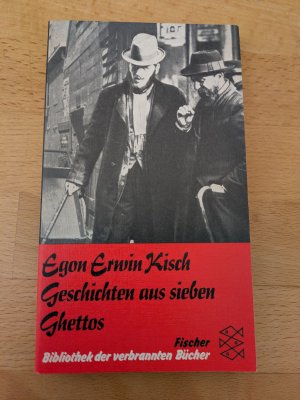 Egon Erwin Kisch
Geschichten aus sieben
Ghettos
Fischer
Bibliothek der verbrannten Bücher